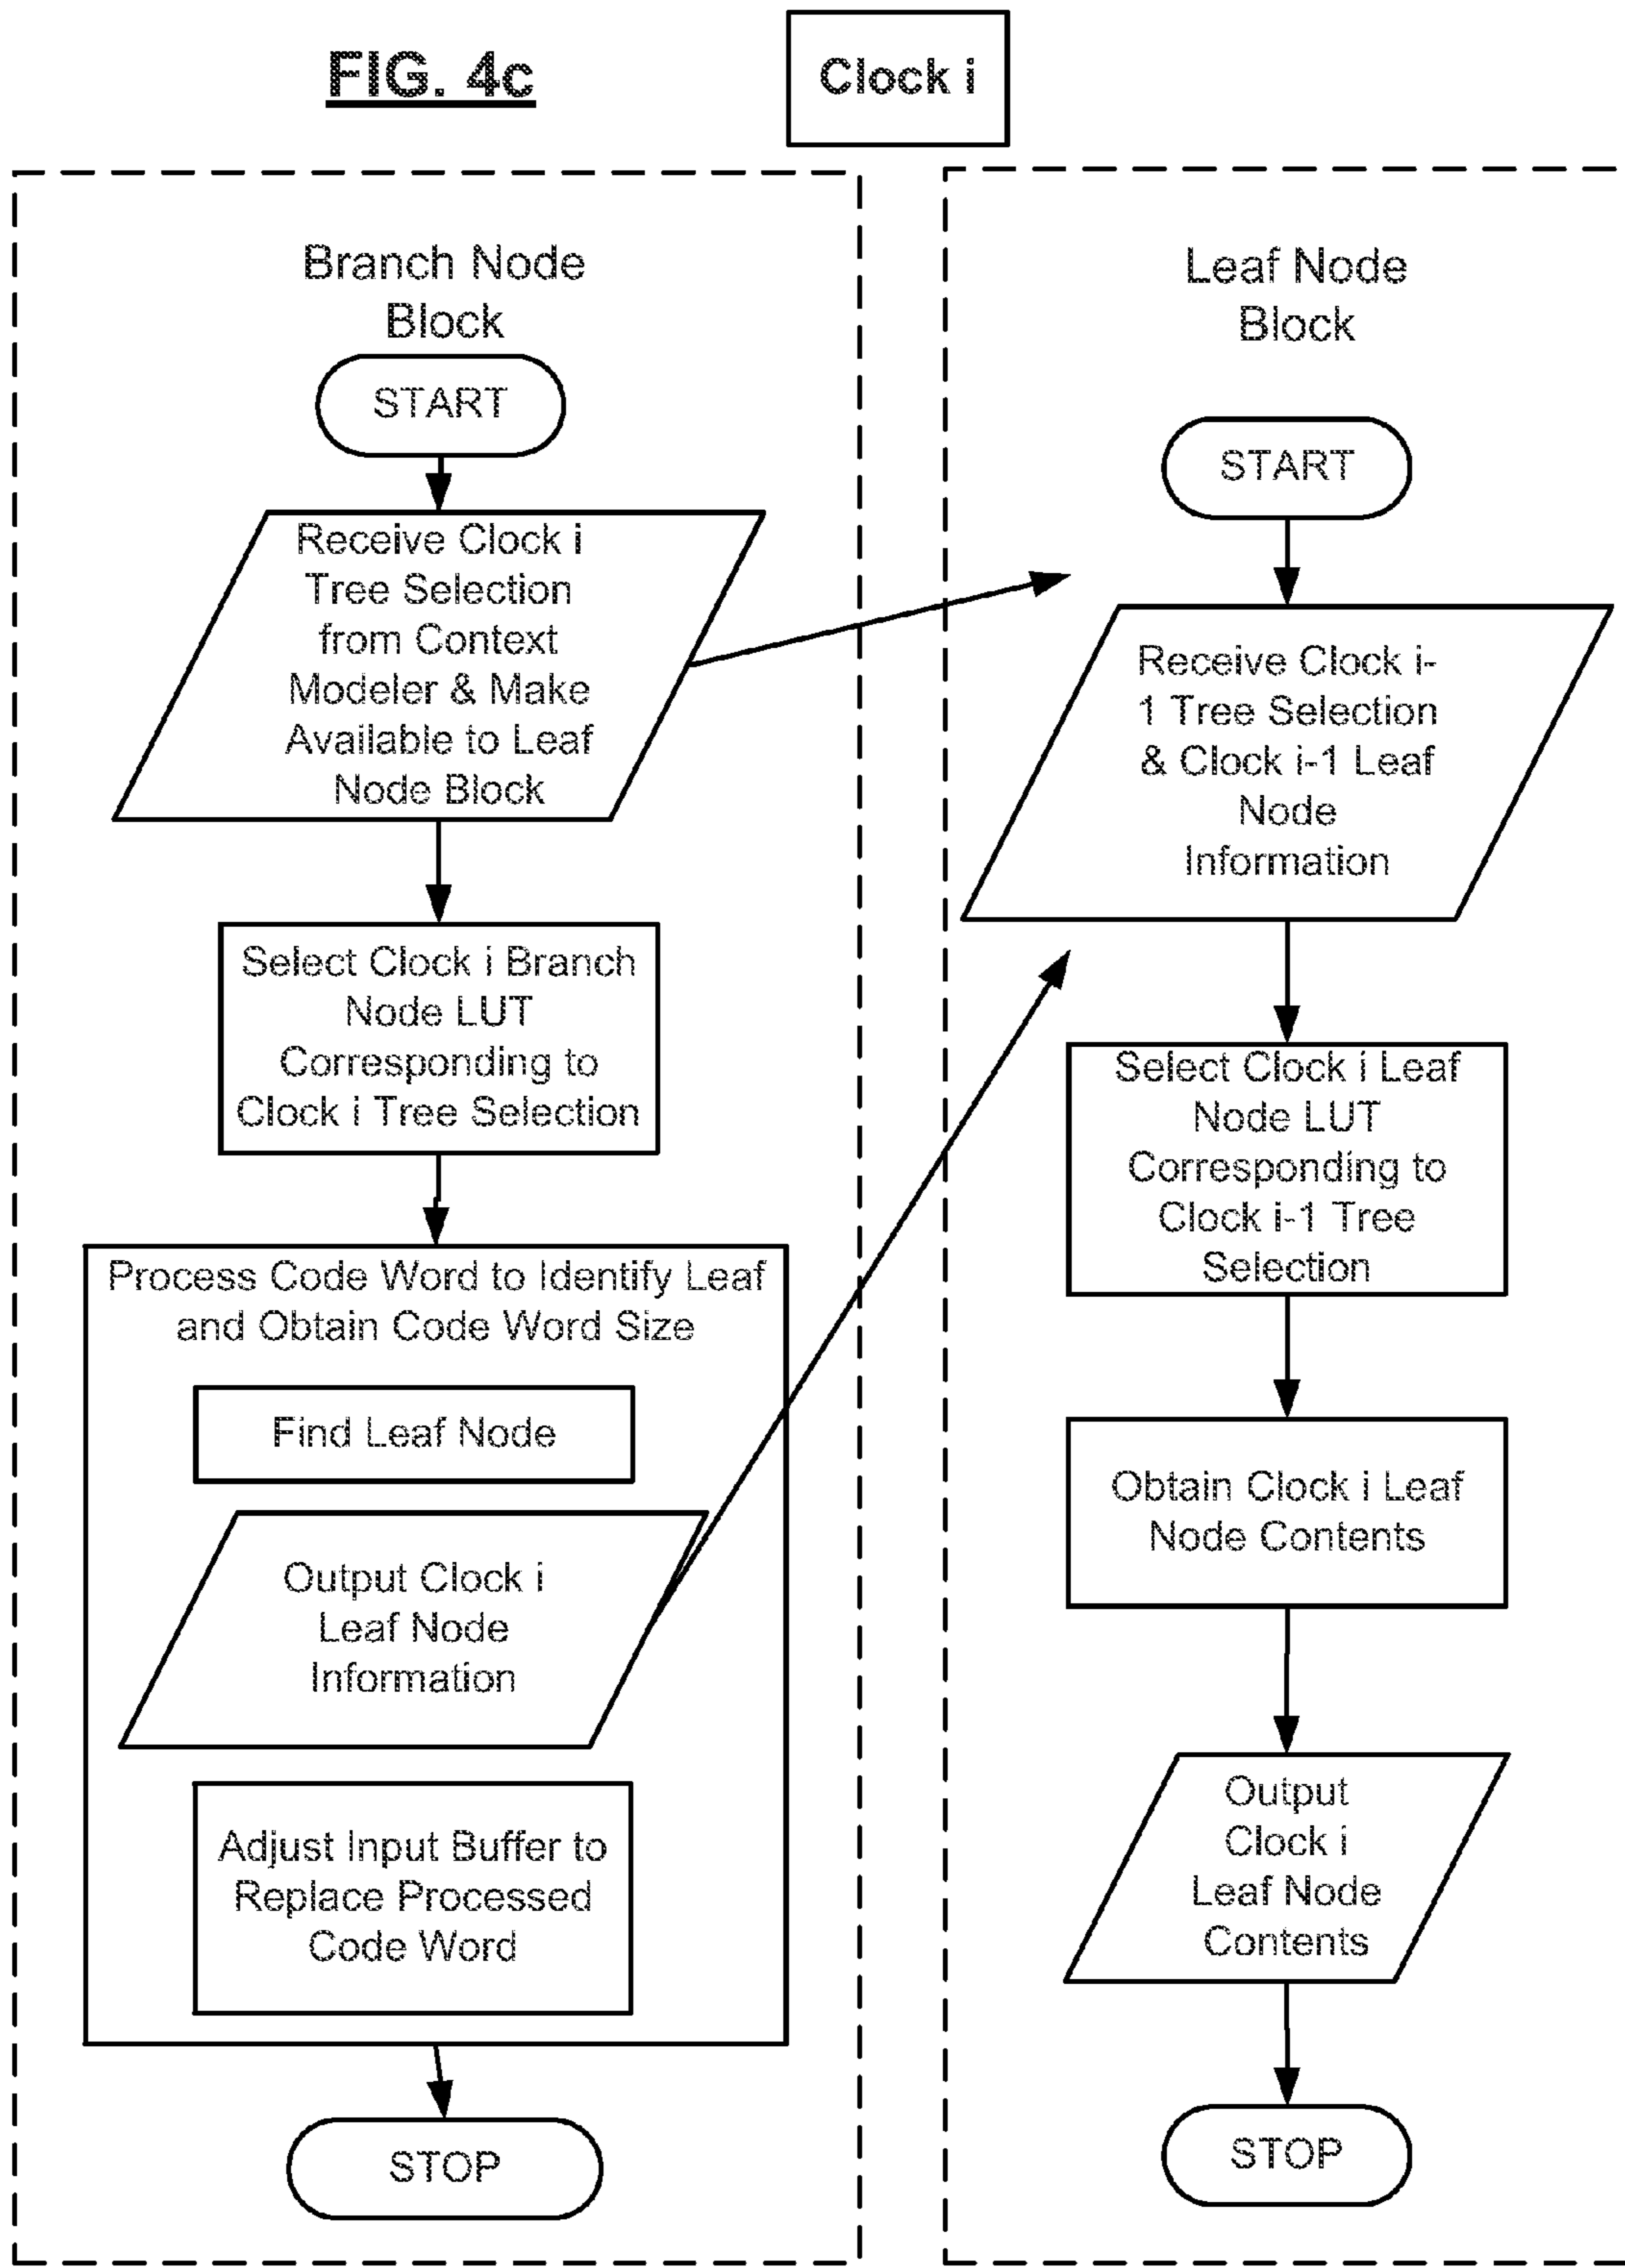 FIG. 4c
Clock i
Branch Node
Block
START
Receive Clock i
Tree Selection
from Context
Modeler & Make
Available to Leaf
Node Block
Select Clock i Branch
Node LUT
Corresponding to
Clock i Tree Selection
Process Code Word to Identify Leaf
and Obtain Code Word Size
Find Leaf Node
Output Clock i
Leaf Node
Information
Adjust Input Buffer to
Replace Processed
Code Word
STOP
Leaf Node
Block
START
Receive Clock i-
1 Tree Selection
& Clock i-1 Leaf
Node
Information
Select Clock i Leaf
Node LUT
Corresponding to
Clock i-1 Tree
Selection
Obtain Clock i Leaf
Node Contents
Output
Clock i
Leaf Node
Contents
STOP